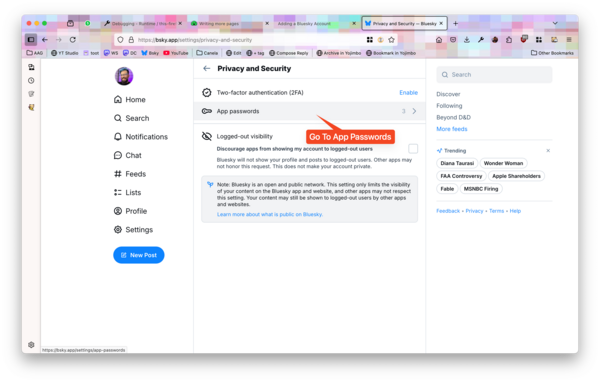 Debugging - Runtime / this line
Writing more pages
Adding a Bluesky Account
Privacy and Security — Bluesky
https://bsky.app/settings/privacy-and-security
AAG
YT Studio
WS
DC
Bksy
YouTube
Canela
Edit
+ tag
Compose Reply
Archive in Yojimbo
Bookmark in Yojimbo
Other Bookmarks
Home
Search
Notifications
Chat
Feeds
Lists
Profile
Settings
New Post
Privacy and Security
Two-factor authentication (2FA)
Enable
App passwords
3
Go To App Passwords
Logged-out visibility
Discourage apps from showing my account to logged-out users
Bluesky will not show your profile and posts to logged-out users. Other apps may
not honor this request. This does not make your account private.
Note: Bluesky is an open and public network. This setting only limits the visibility
of your content on the Bluesky app and website, and other apps may not respect
this setting. Your content may still be shown to logged-out users by other apps
and websites.
Learn more about what is public on Bluesky.
Search
Discover
Following
Beyond D&D
More feeds
Trending
Diana Taurasi
Wonder Woman
FAA Controversy
Apple Shareholders
Fable
MSNBC Firing
Feedback • Privacy • Terms • Help
https://bsky.app/settings/app-passwords